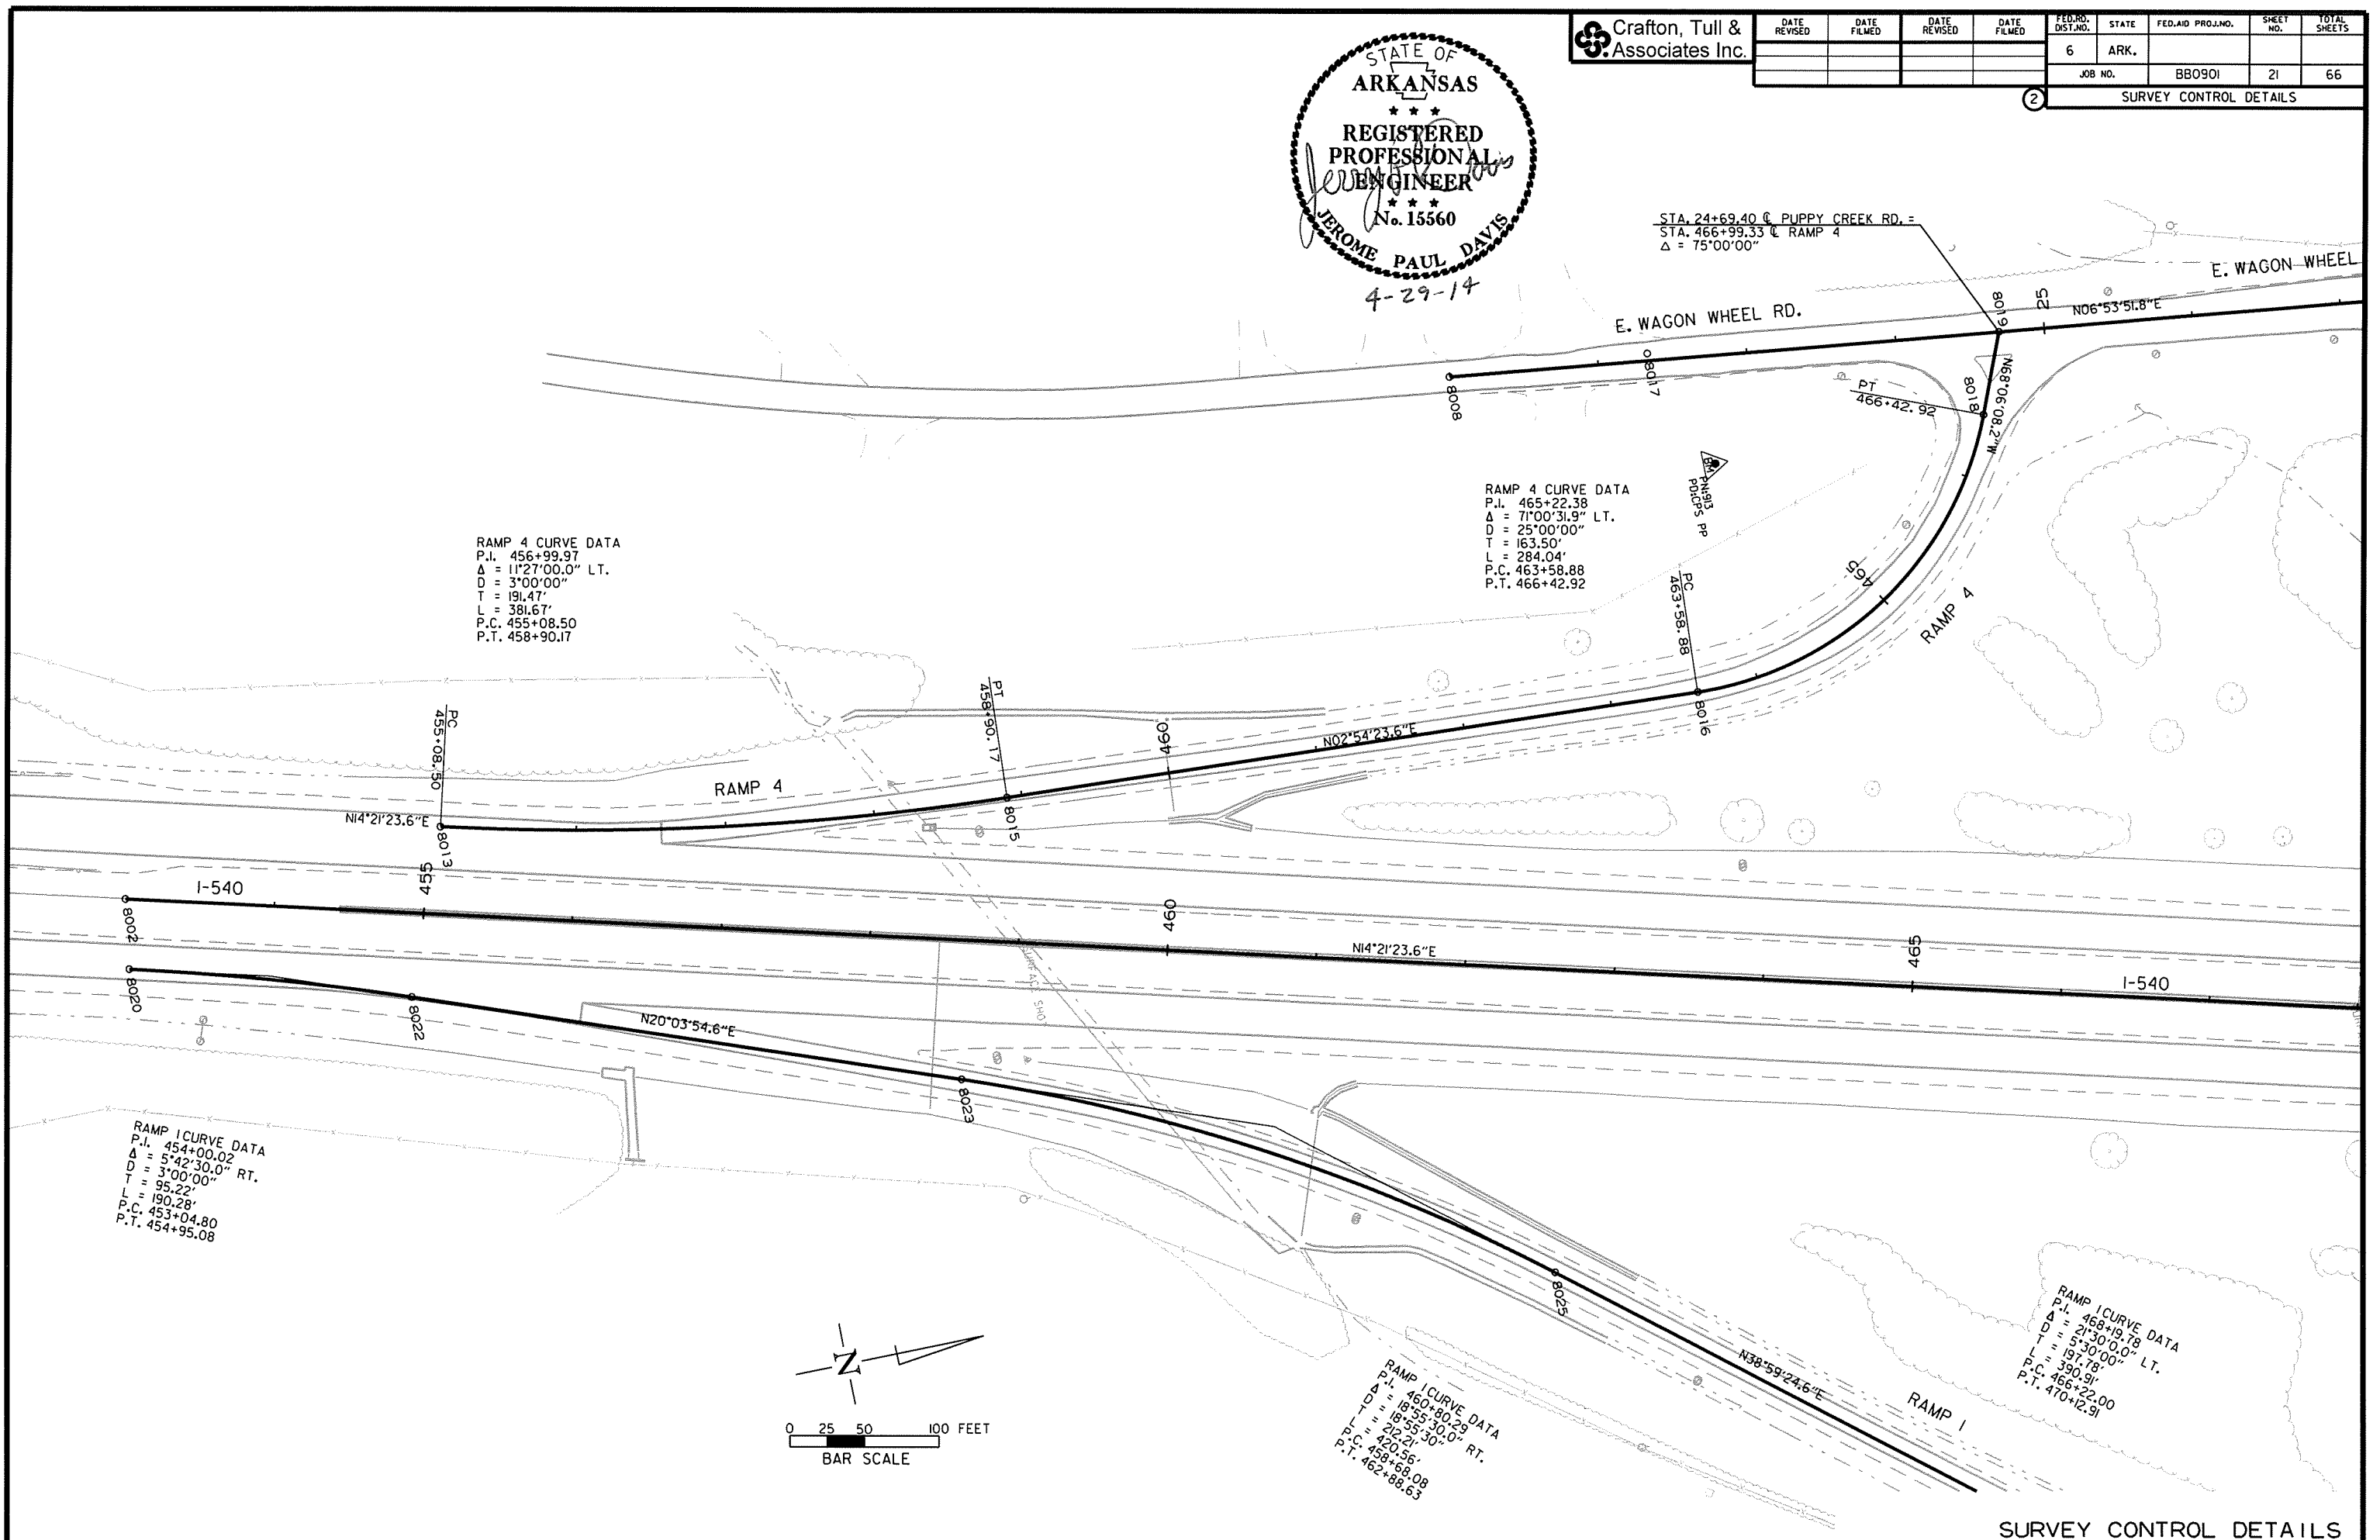 Crafton, Tull &
Associates Inc.
DATE REVISED
DATE FILMED
DATE REVISED
DATE FILMED
FED.RD. DIST.NO.
STATE
FED.AID PROJ.NO.
SHEET NO.
TOTAL SHEETS
6
ARK.
JOB NO.
BB0901
21
66
2
SURVEY CONTROL DETAILS
STATE OF
ARKANSAS
★ ★ ★
REGISTERED
PROFESSIONAL
ENGINEER
★ ★ ★
No. 15560
JEROME PAUL DAVIS
4-29-14
STA. 24+69.40 ℄ PUPPY CREEK RD. =
STA. 466+99.33 ℄ RAMP 4
Δ = 75°00'00"
E. WAGON WHEEL
E. WAGON WHEEL RD.
8019
25
N06°53'51.8"E
8008
8017
PT
466+42.92
8018
N68°06'08.2"W
BM
PN:913
PD:CPS PP
RAMP 4 CURVE DATA
P.I. 465+22.38
Δ = 71°00'31.9" LT.
D = 25°00'00"
T = 163.50'
L = 284.04'
P.C. 463+58.88
P.T. 466+42.92
RAMP 4 CURVE DATA
P.I. 456+99.97
Δ = 11°27'00.0" LT.
D = 3°00'00"
T = 191.47'
L = 381.67'
P.C. 455+08.50
P.T. 458+90.17
465
RAMP 4
PC
463+58.88
8016
PT
458+90.17
460
N02°54'23.6"E
PC
455+08.50
RAMP 4
N14°21'23.6"E
8013
8015
I-540
455
460
465
8002
N14°21'23.6"E
I-540
8020
8022
N20°03'54.6"E
8023
RAMP 1 CURVE DATA
P.I. 454+00.02
Δ = 5°42'30.0" RT.
D = 3°00'00"
T = 95.22'
L = 190.28'
P.C. 453+04.80
P.T. 454+95.08
8025
N38°59'24.6"E
RAMP 1
RAMP 1 CURVE DATA
P.I. 468+19.78
Δ = 21°30'0.0" LT.
D = 5°30'00"
T = 197.78'
L = 390.91'
P.C. 466+22.00
P.T. 470+12.91
RAMP 1 CURVE DATA
P.I. 460+80.29
Δ = 18°55'30.0" RT.
D = 18°55'30"
T = 212.21'
L = 420.56'
P.C. 458+68.08
P.T. 462+88.63
N
0 25 50 100 FEET
BAR SCALE
SURVEY CONTROL DETAILS